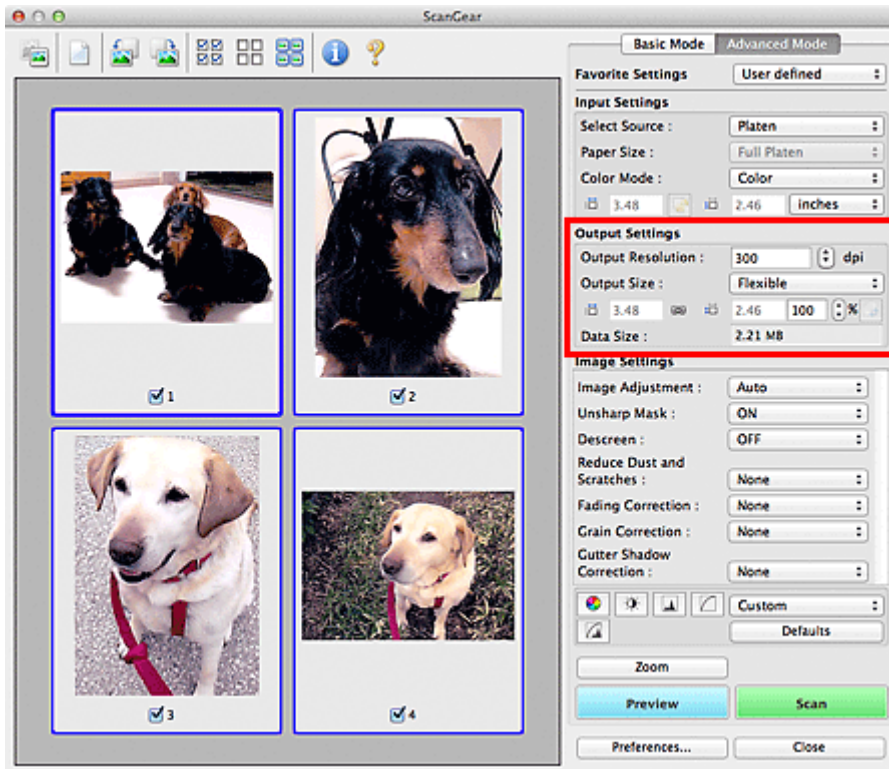 ScanGear
Basic Mode Advanced Mode
Favorite Settings User defined
Input Settings
Select Source : Platen
Paper Size : Full Platen
Color Mode : Color
3.48 2.46 inches
Output Settings
Output Resolution : 300 dpi
Output Size : Flexible
3.48 2.46 100 %
Data Size : 2.21 MB
Image Settings
Image Adjustment : Auto
Unsharp Mask : ON
Descreen : OFF
Reduce Dust and
Scratches : None
Fading Correction : None
Grain Correction : None
Gutter Shadow
Correction : None
Custom
Defaults
Zoom
Preview Scan
Preferences... Close
1
2
3
4